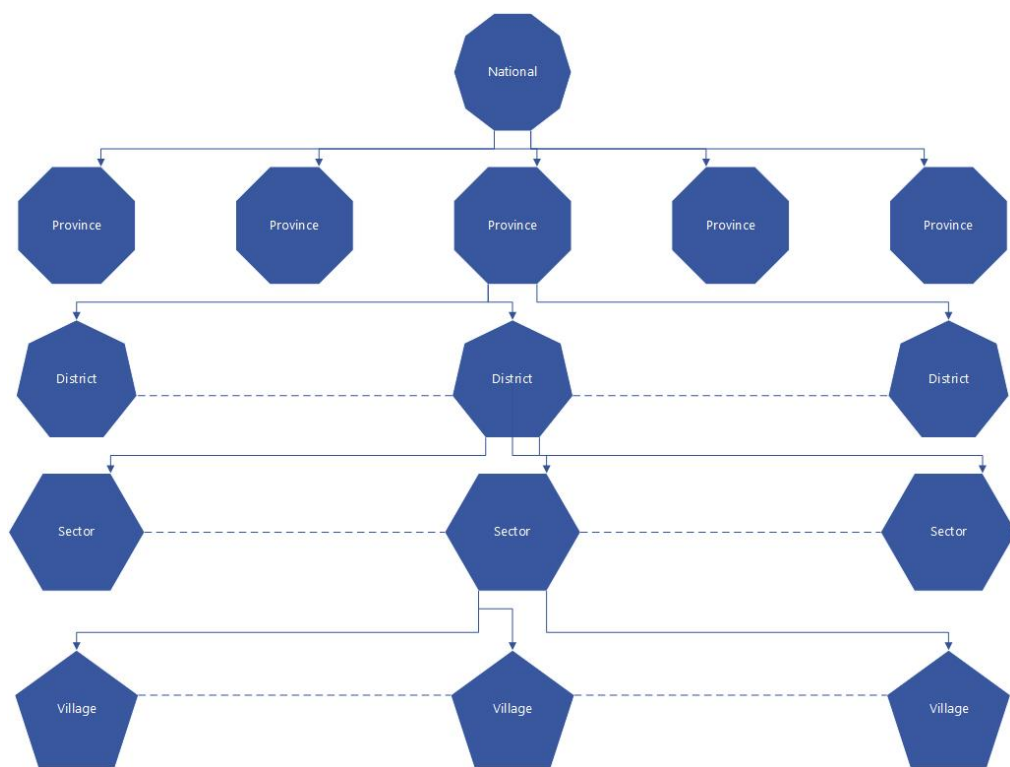 National
Province
Province
Province
Province
Province
District
District
District
Sector
Sector
Sector
Village
Village
Village